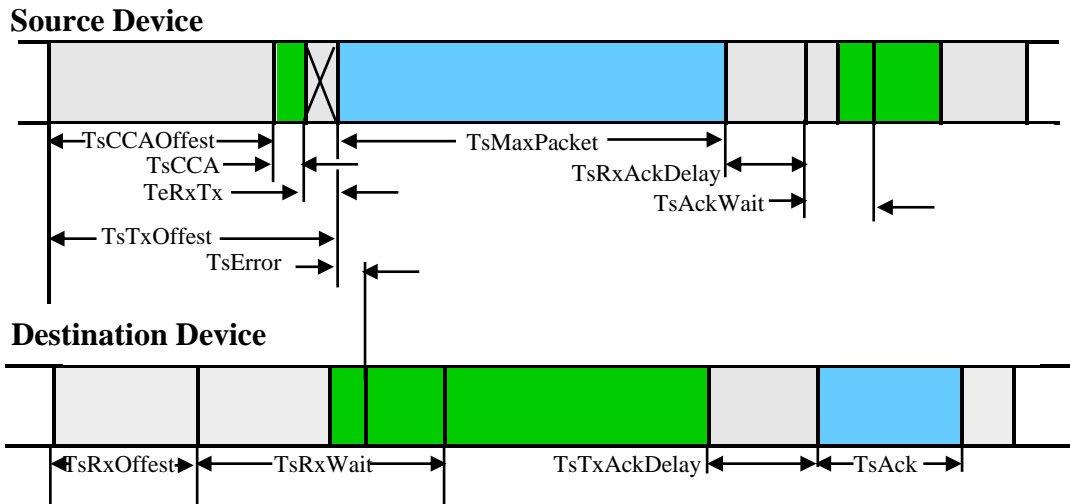 Source Device
TsCCAOffest
TsMaxPacket
TsCCA
TsRxAckDelay
TeRxTx
TsAckWait
TsTxOffest
TsError
Destination Device
TsRxOffest
TsRxWait
TsTxAckDelay
TsAck